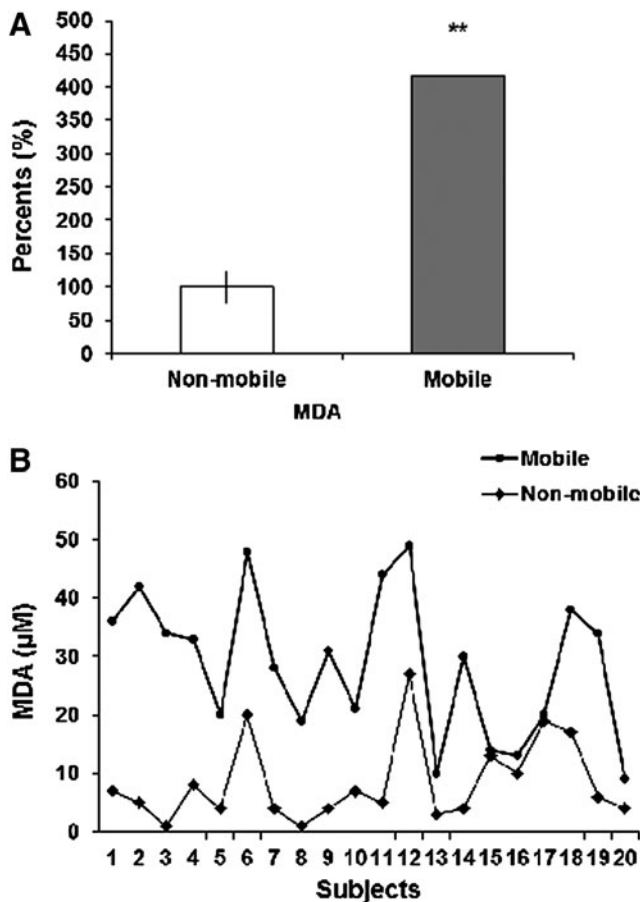 A
500
450
400
350
300
250
200
150
100
50
0
Percents (%)
**
Non-mobile Mobile
MDA
B
Mobile
Non-mobile
60
50
40
30
20
10
0
MDA (µM)
1 2 3 4 5 6 7 8 9 10 11 12 13 14 15 16 17 18 19 20
Subjects